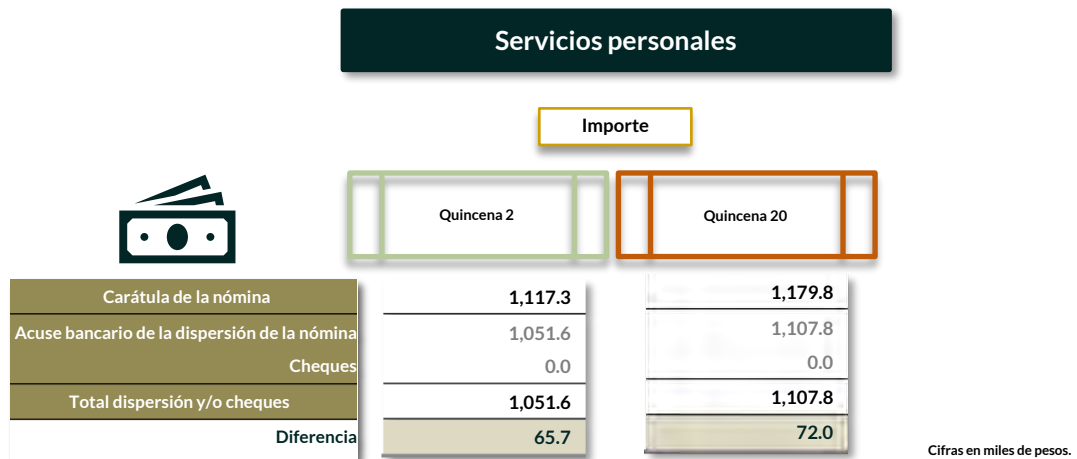 Servicios personales
Importe
Quincena 2 Quincena 20
Carátula de la nómina 1,117.3 1,179.8
Acuse bancario de la dispersión de la nómina 1,051.6 1,107.8
Cheques 0.0 0.0
Total dispersión y/o cheques 1,051.6 1,107.8
Diferencia 65.7 72.0
Cifras en miles de pesos.